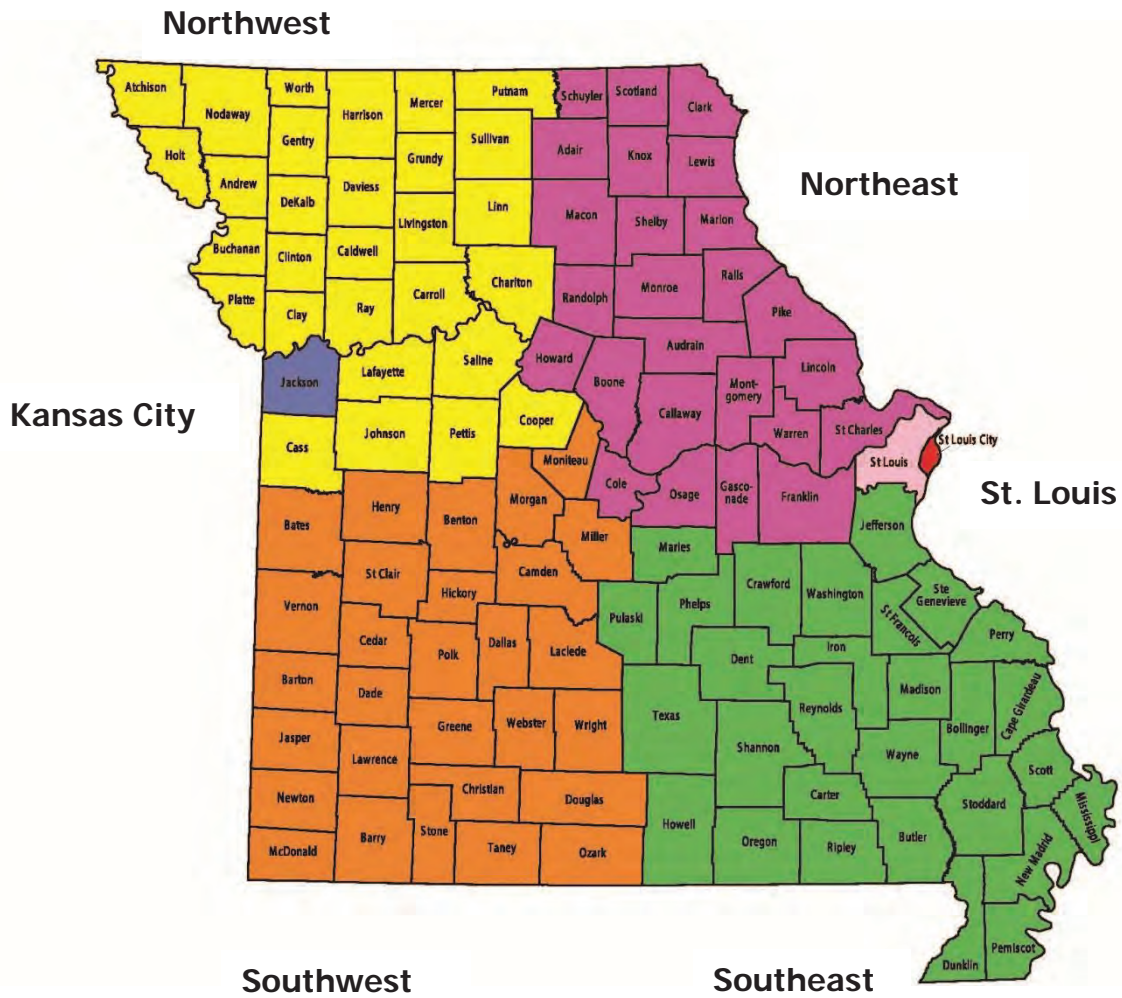 Northwest
Atchison
Nodaway
Worth
Harrison
Mercer
Putnam
Schuyler
Scotland
Clark
Holt
Gentry
Grundy
Sullivan
Adair
Knox
Lewis
Andrew
DeKalb
Daviess
Livingston
Linn
Macon
Shelby
Marion
Northeast
Buchanan
Clinton
Caldwell
Platte
Clay
Ray
Carroll
Chariton
Randolph
Monroe
Ralls
Pike
Jackson
Lafayette
Saline
Howard
Boone
Audrain
Callaway
Mont-
gomery
Lincoln
Warren
St Charles
Kansas City
Cass
Johnson
Pettis
Cooper
Moniteau
Cole
Osage
Gasco-
nade
Franklin
St Louis
St Louis City
St. Louis
Bates
Henry
Benton
Morgan
Miller
Maries
Jefferson
Vernon
St Clair
Hickory
Camden
Pulaski
Phelps
Crawford
Washington
St Francois
Ste
Genevieve
Perry
Cedar
Polk
Dallas
Laclede
Dent
Iron
Madison
Barton
Dade
Greene
Webster
Wright
Texas
Shannon
Reynolds
Wayne
Bollinger
Cape Girardeau
Jasper
Lawrence
Christian
Douglas
Carter
Stoddard
Scott
Mississippi
Newton
McDonald
Barry
Stone
Taney
Ozark
Howell
Oregon
Ripley
Butler
New Madrid
Dunklin
Pemiscot
Southwest
Southeast